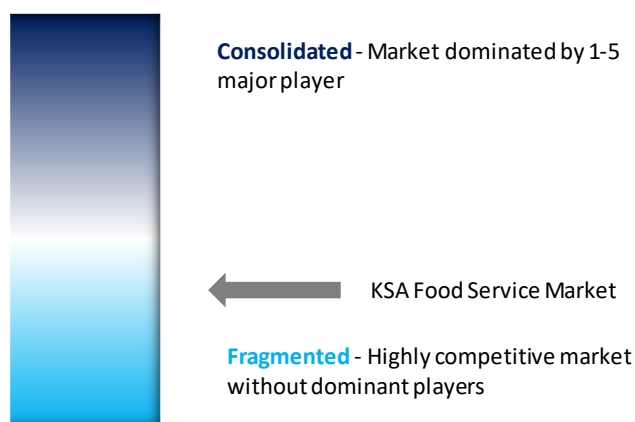 Consolidated - Market dominated by 1-5
major player
KSA Food Service Market
Fragmented - Highly competitive market
without dominant players